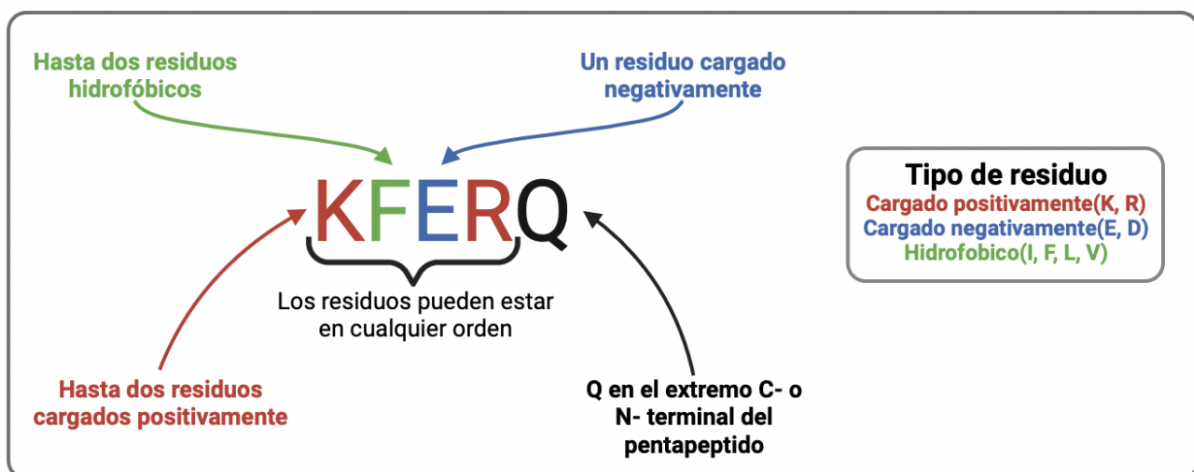 Hasta dos residuos
hidrofóbicos
Un residuo cargado
negativamente
KFERQ
Los residuos pueden estar
en cualquier orden
Tipo de residuo
Cargado positivamente(K, R)
Cargado negativamente(E, D)
Hidrofobico(I, F, L, V)
Hasta dos residuos
cargados positivamente
Q en el extremo C- o
N- terminal del
pentapeptido